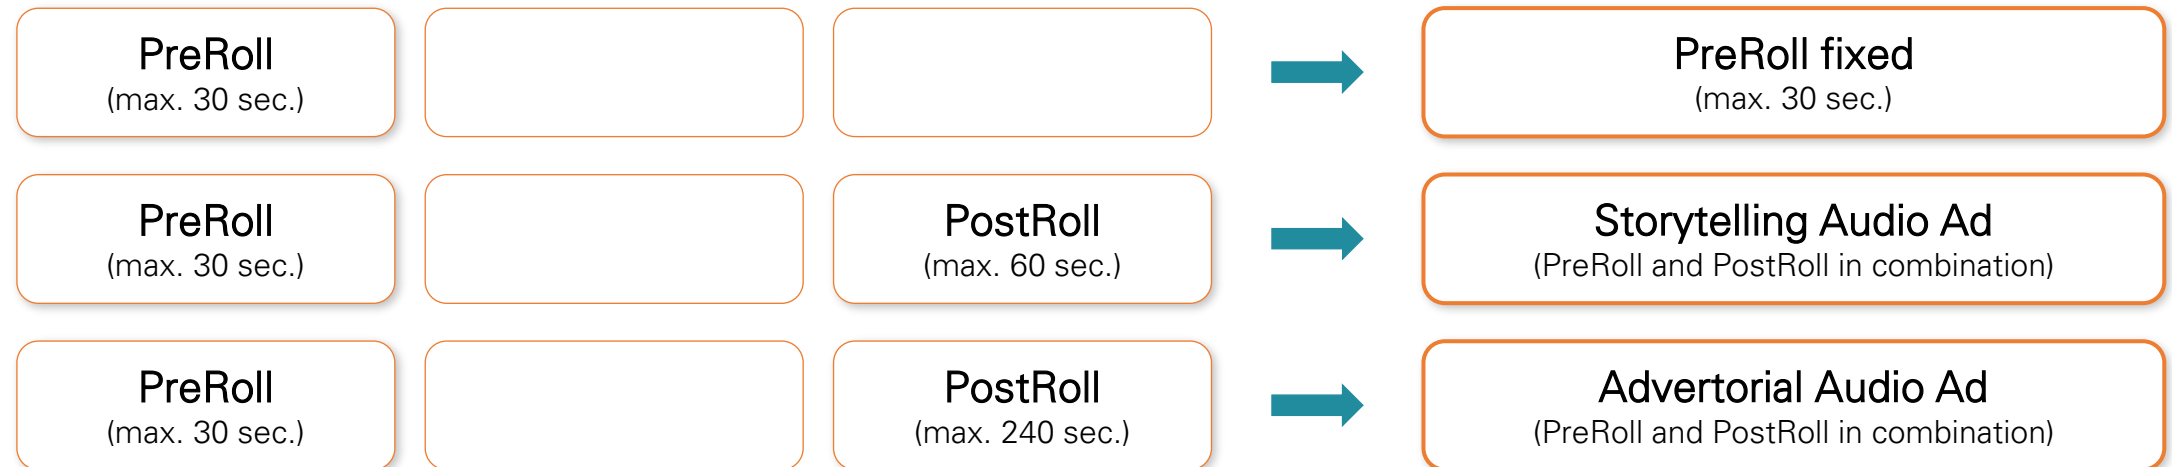 PreRoll
(max. 30 sec.)
PreRoll fixed
(max. 30 sec.)
PreRoll
(max. 30 sec.)
PostRoll
(max. 60 sec.)
Storytelling Audio Ad
(PreRoll and PostRoll in combination)
PreRoll
(max. 30 sec.)
PostRoll
(max. 240 sec.)
Advertorial Audio Ad
(PreRoll and PostRoll in combination)